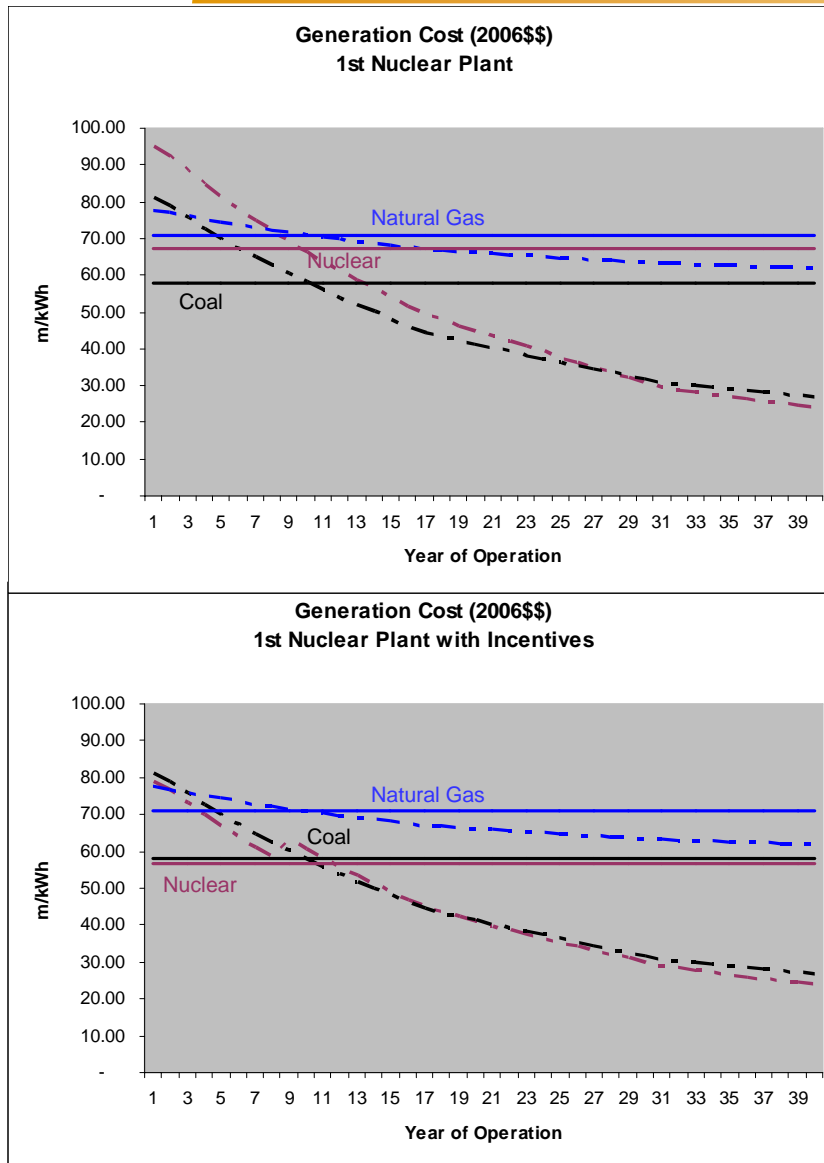 Generation Cost (2006$$)
1st Nuclear Plant
100.00
90.00
80.00
70.00
60.00
50.00
40.00
30.00
20.00
10.00
-
m/kWh
Natural Gas
Nuclear
Coal
1 3 5 7 9 11 13 15 17 19 21 23 25 27 29 31 33 35 37 39
Year of Operation
Generation Cost (2006$$)
1st Nuclear Plant with Incentives
100.00
90.00
80.00
70.00
60.00
50.00
40.00
30.00
20.00
10.00
-
m/kWh
Natural Gas
Coal
Nuclear
1 3 5 7 9 11 13 15 17 19 21 23 25 27 29 31 33 35 37 39
Year of Operation